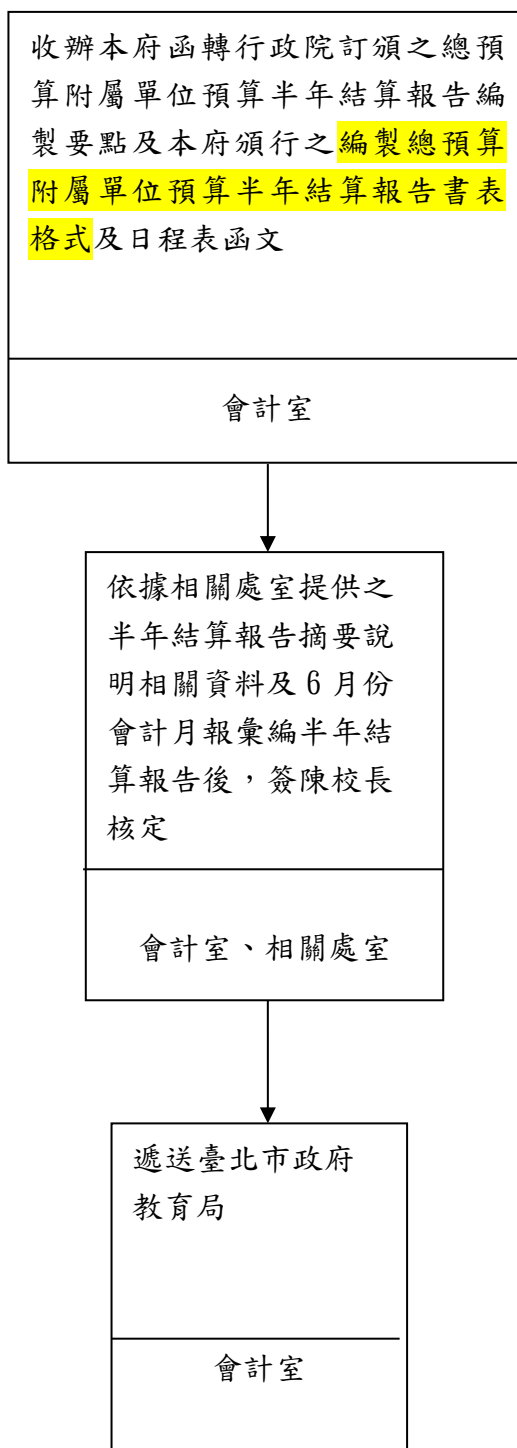 收辦本府函轉行政院訂頒之總預
算附屬單位預算半年結算報告編
製要點及本府頒行之編製總預算
附屬單位預算半年結算報告書表
格式及日程表函文
會計室
依據相關處室提供之
半年結算報告摘要說
明相關資料及 6 月份
會計月報彙編半年結
算報告後，簽陳校長
核定
會計室、相關處室
遞送臺北市政府
教育局
會計室